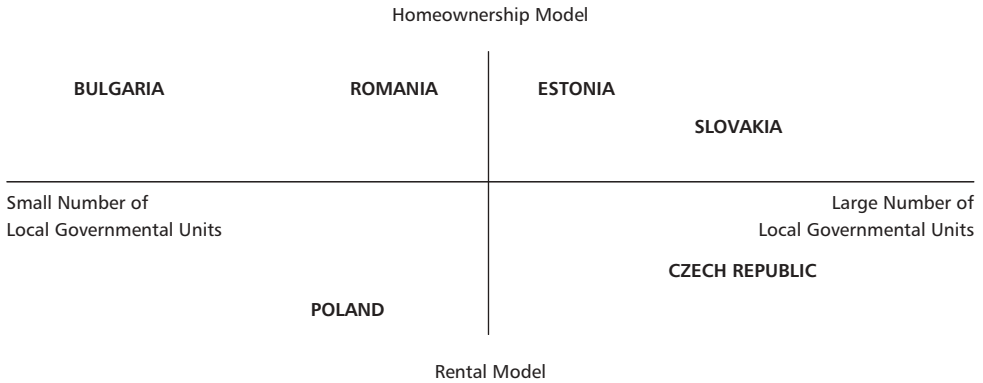 Homeownership Model
BULGARIA ROMANIA ESTONIA
SLOVAKIA
Small Number of
Local Governmental Units
Large Number of
Local Governmental Units
CZECH REPUBLIC
POLAND
Rental Model